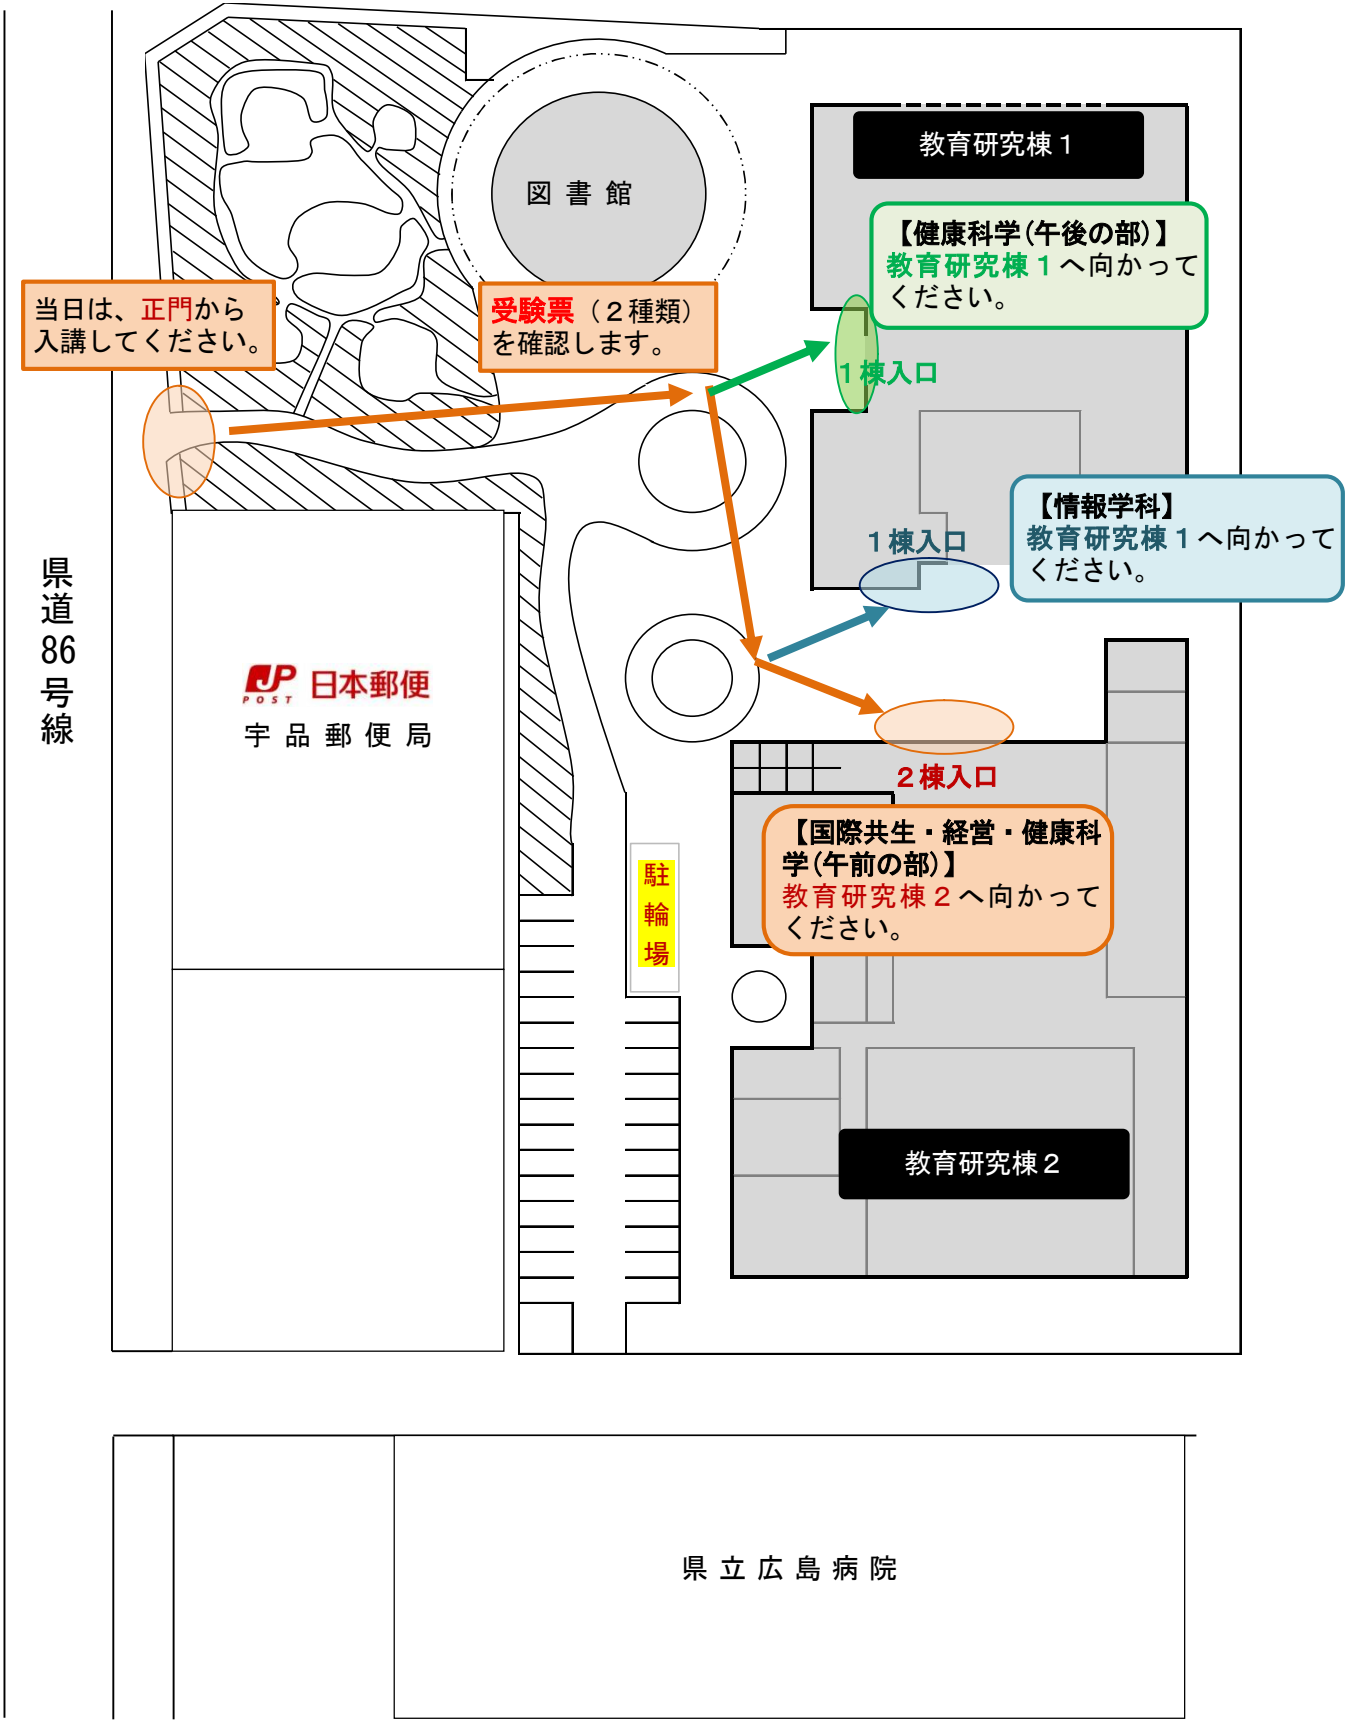 教育研究棟１
図書館
【健康科学(午後の部)】
教育研究棟１へ向かって
ください。
当日は、正門から
入講してください。
受験票（２種類）
を確認します。
１棟入口
【情報学科】
教育研究棟１へ向かって
ください。
１棟入口
県道86号線
POST
日本郵便
宇品郵便局
２棟入口
【国際共生・経営・健康科
学(午前の部)】
教育研究棟２へ向かって
ください。
駐輪場
教育研究棟２
県立広島病院